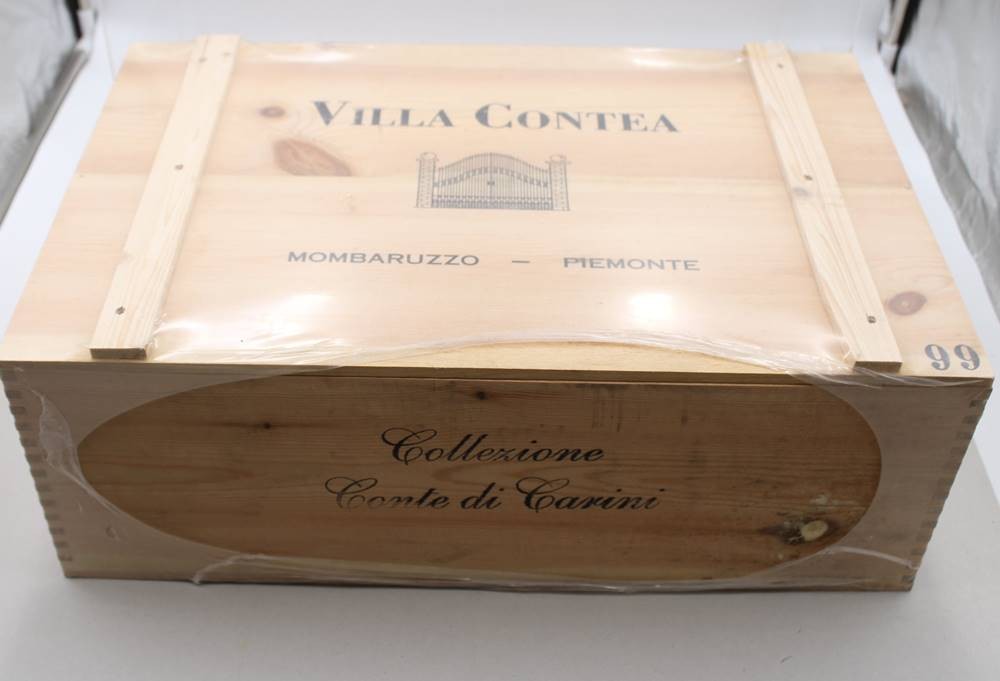 VILLA CONTEA
MOMBARUZZO – PIEMONTE
99
Collezione
Conte di Carini